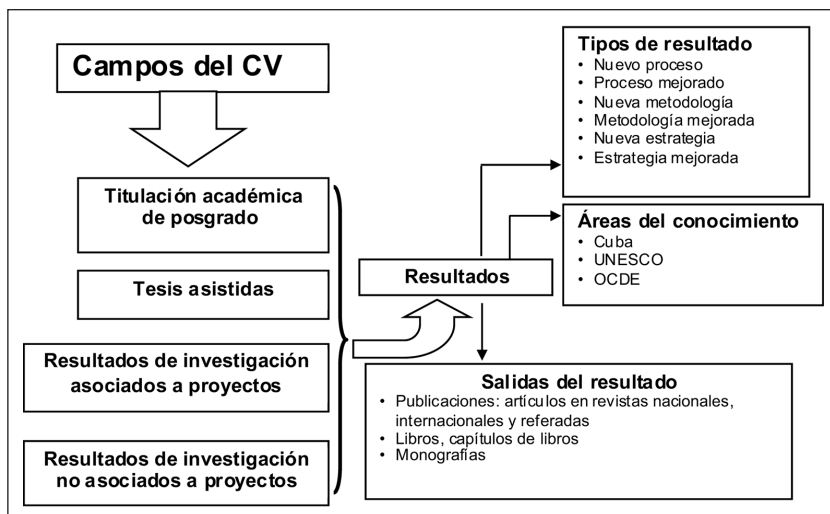 Campos del CV
Titulación académica
de posgrado
Tesis asistidas
Resultados de investigación
asociados a proyectos
Resultados de investigación
no asociados a proyectos
Resultados
Tipos de resultado
• Nuevo proceso
• Proceso mejorado
• Nueva metodología
• Metodología mejorada
• Nueva estrategia
• Estrategia mejorada
Áreas del conocimiento
• Cuba
• UNESCO
• OCDE
Salidas del resultado
• Publicaciones: artículos en revistas nacionales,
internacionales y referadas
• Libros, capítulos de libros
• Monografías